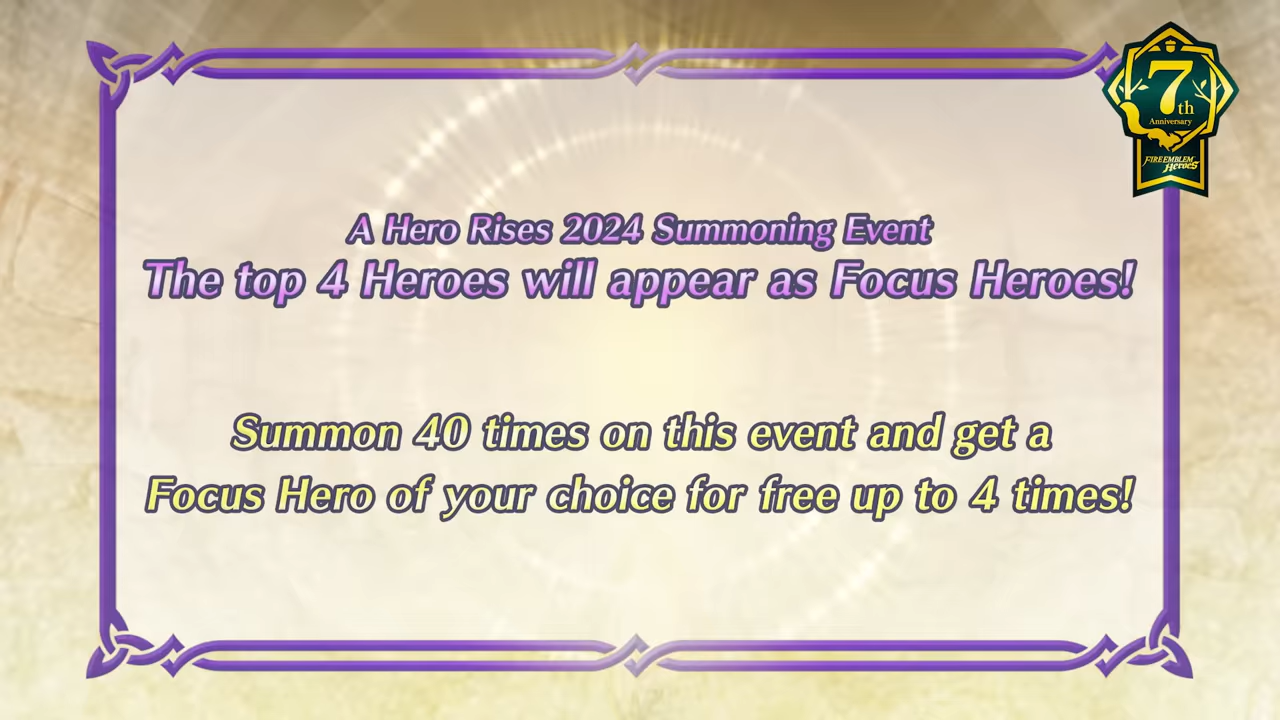 7th
Anniversary
FIRE EMBLEM
HEROES
A Hero Rises 2024 Summoning Event
The top 4 Heroes will appear as Focus Heroes!
Summon 40 times on this event and get a
Focus Hero of your choice for free up to 4 times!